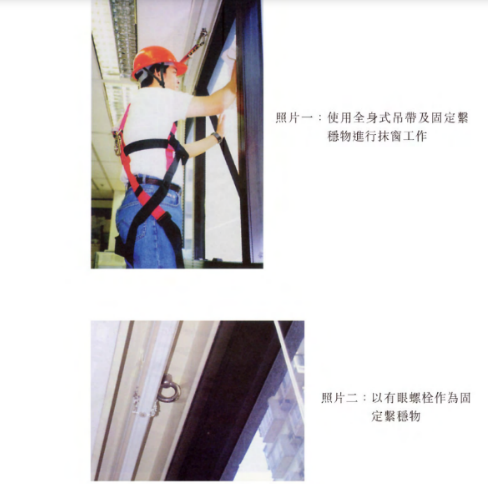 照片一：使用全身式吊帶及固定繫
穩物進行抹窗工作
照片二：以有眼螺栓作為固
定繫穩物